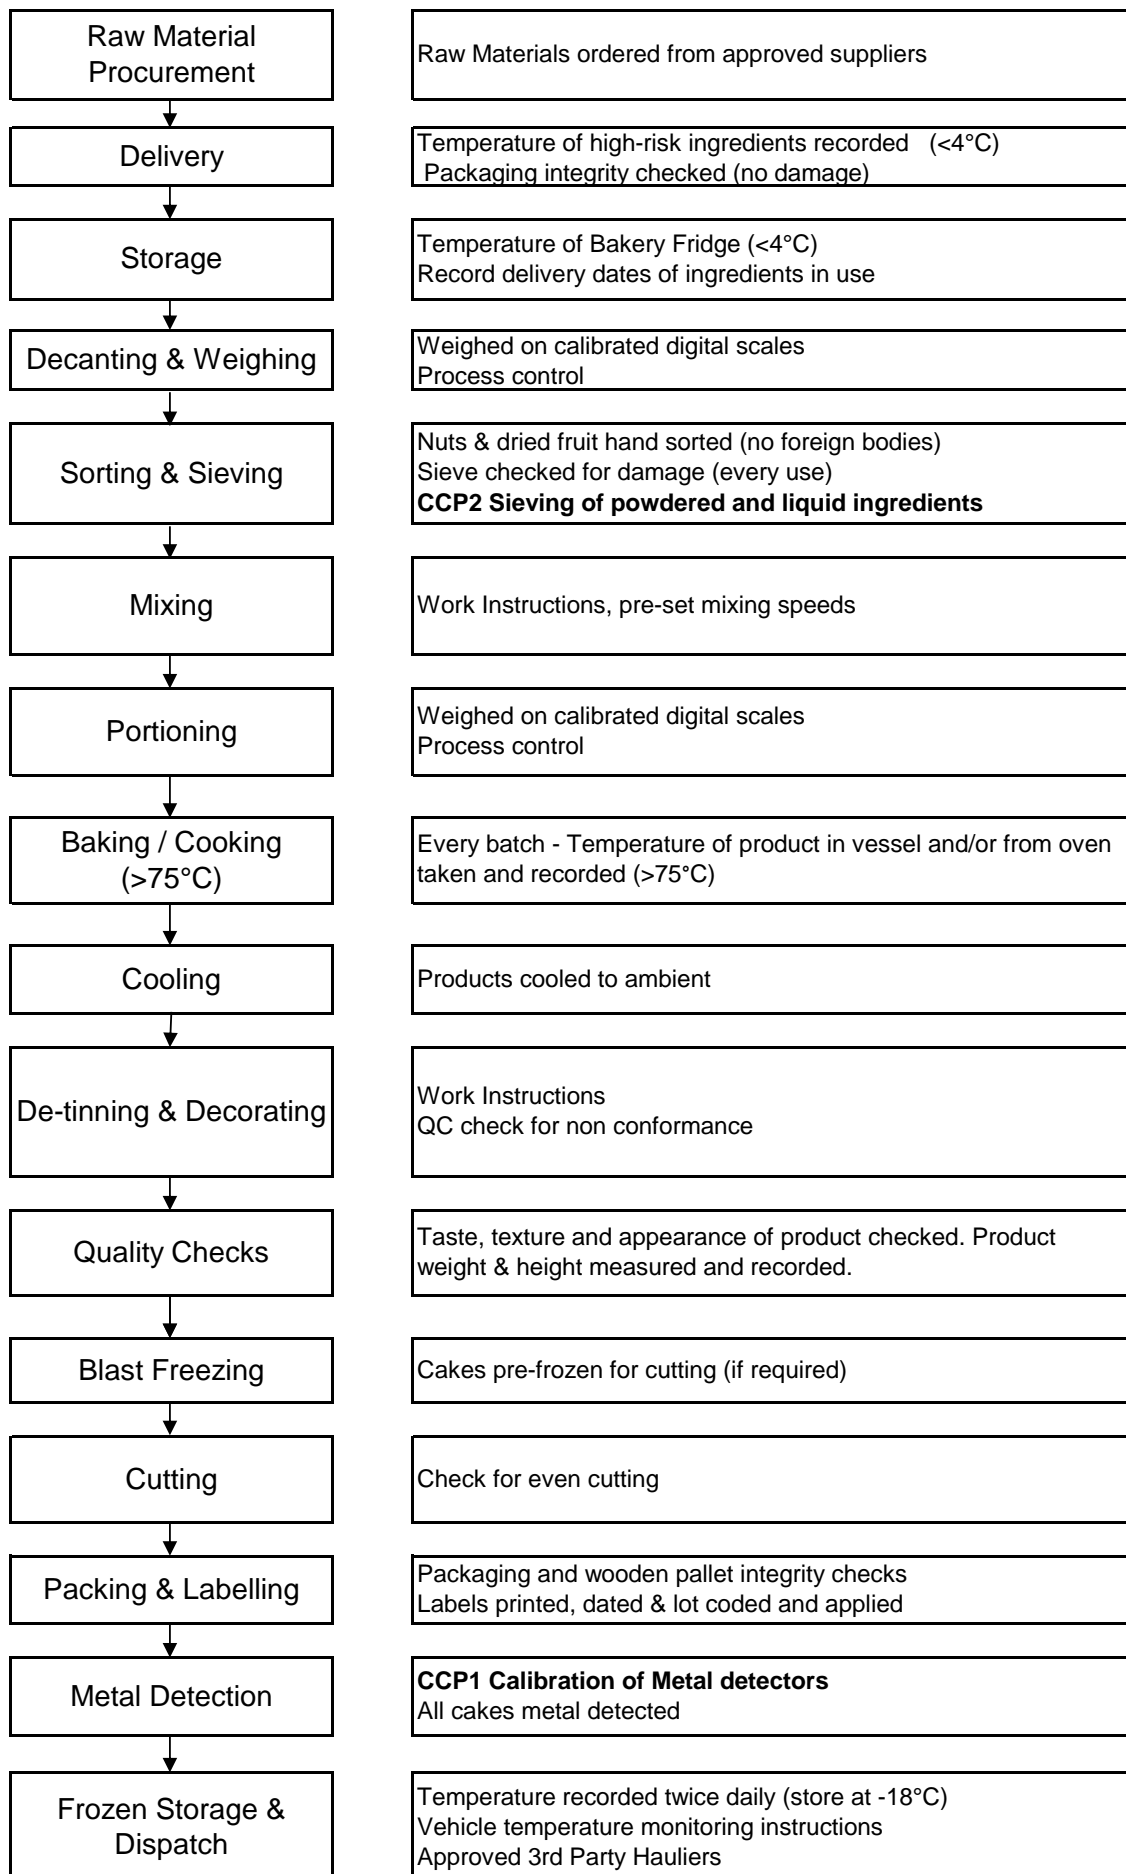 Raw Material
Procurement
Raw Materials ordered from approved suppliers
Delivery
Temperature of high-risk ingredients recorded (<4°C)
Packaging integrity checked (no damage)
Storage
Temperature of Bakery Fridge (<4°C)
Record delivery dates of ingredients in use
Decanting & Weighing
Weighed on calibrated digital scales
Process control
Sorting & Sieving
Nuts & dried fruit hand sorted (no foreign bodies)
Sieve checked for damage (every use)
CCP2 Sieving of powdered and liquid ingredients
Mixing
Work Instructions, pre-set mixing speeds
Portioning
Weighed on calibrated digital scales
Process control
Baking / Cooking
(>75°C)
Every batch - Temperature of product in vessel and/or from oven
taken and recorded (>75°C)
Cooling
Products cooled to ambient
De-tinning & Decorating
Work Instructions
QC check for non conformance
Quality Checks
Taste, texture and appearance of product checked. Product
weight & height measured and recorded.
Blast Freezing
Cakes pre-frozen for cutting (if required)
Cutting
Check for even cutting
Packing & Labelling
Packaging and wooden pallet integrity checks
Labels printed, dated & lot coded and applied
Metal Detection
CCP1 Calibration of Metal detectors
All cakes metal detected
Frozen Storage &
Dispatch
Temperature recorded twice daily (store at -18°C)
Vehicle temperature monitoring instructions
Approved 3rd Party Hauliers